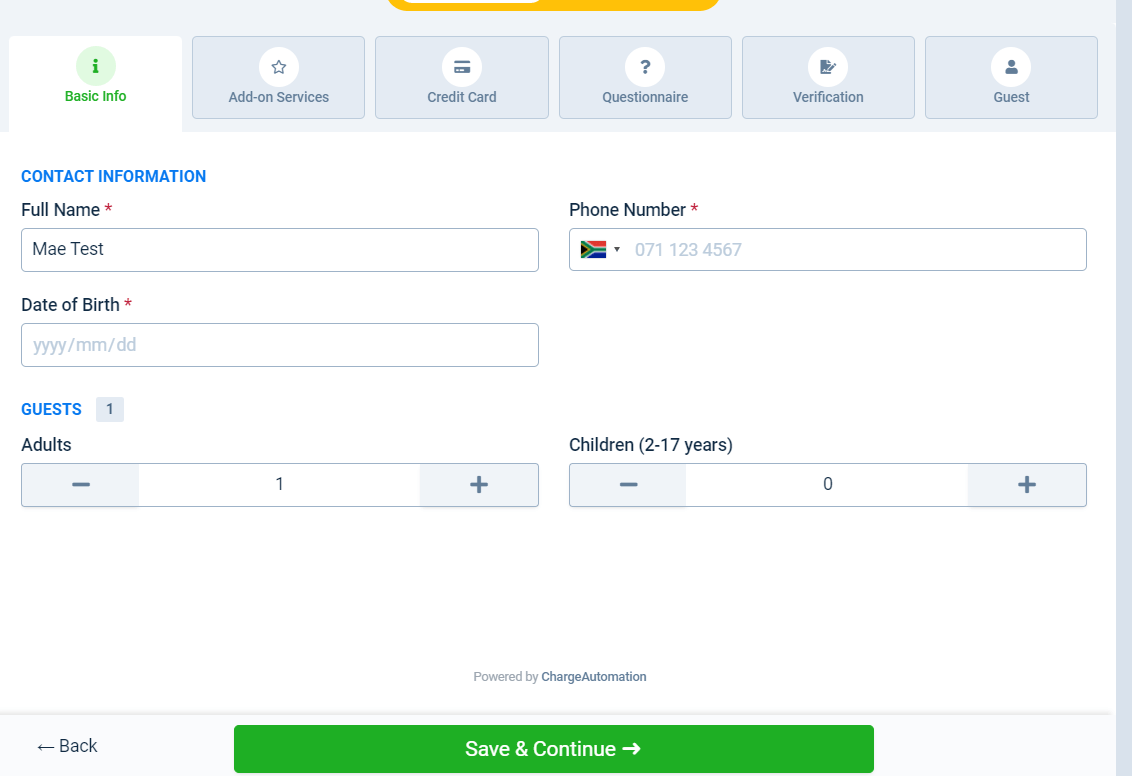 Basic Info
Add-on Services
Credit Card
?
Questionnaire
Verification
Guest
CONTACT INFORMATION
Full Name *
Phone Number *
Mae Test
071 123 4567
Date of Birth *
yyyy/mm/dd
GUESTS 1
Adults
Children (2-17 years)
− 1 +
− 0 +
Powered by ChargeAutomation
← Back
Save & Continue →